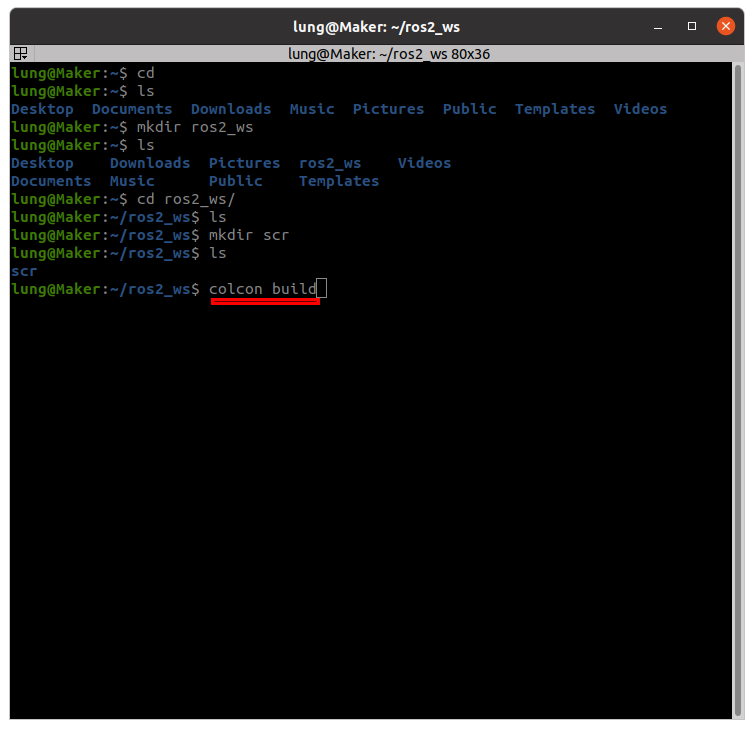 lung@Maker: ~/ros2_ws
lung@Maker: ~/ros2_ws 80x36
lung@Maker:~$ cd
lung@Maker:~$ ls
Desktop  Documents  Downloads  Music  Pictures  Public  Templates  Videos
lung@Maker:~$ mkdir ros2_ws
lung@Maker:~$ ls
Desktop    Downloads  Pictures  ros2_ws    Videos
Documents  Music      Public    Templates
lung@Maker:~$ cd ros2_ws/
lung@Maker:~/ros2_ws$ ls
lung@Maker:~/ros2_ws$ mkdir scr
lung@Maker:~/ros2_ws$ ls
scr
lung@Maker:~/ros2_ws$ colcon build